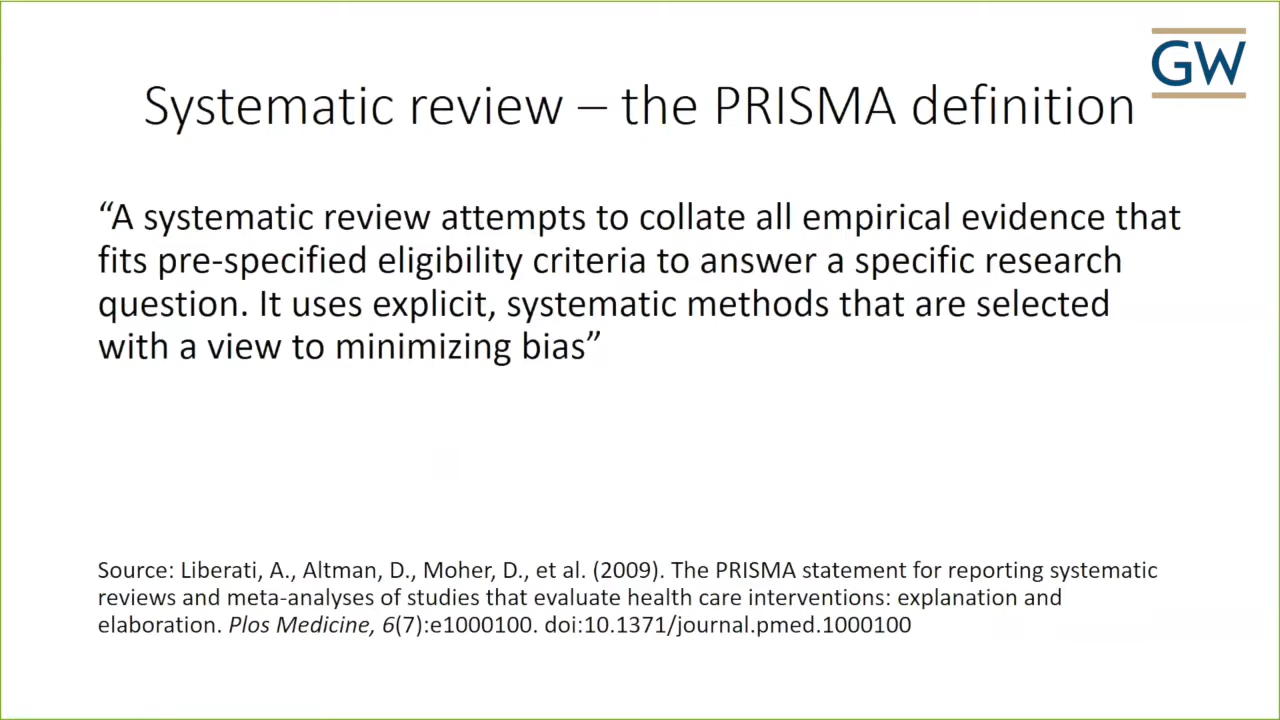 GW
Systematic review – the PRISMA definition
“A systematic review attempts to collate all empirical evidence that
fits pre-specified eligibility criteria to answer a specific research
question. It uses explicit, systematic methods that are selected
with a view to minimizing bias”
Source: Liberati, A., Altman, D., Moher, D., et al. (2009). The PRISMA statement for reporting systematic
reviews and meta-analyses of studies that evaluate health care interventions: explanation and
elaboration. Plos Medicine, 6(7):e1000100. doi:10.1371/journal.pmed.1000100